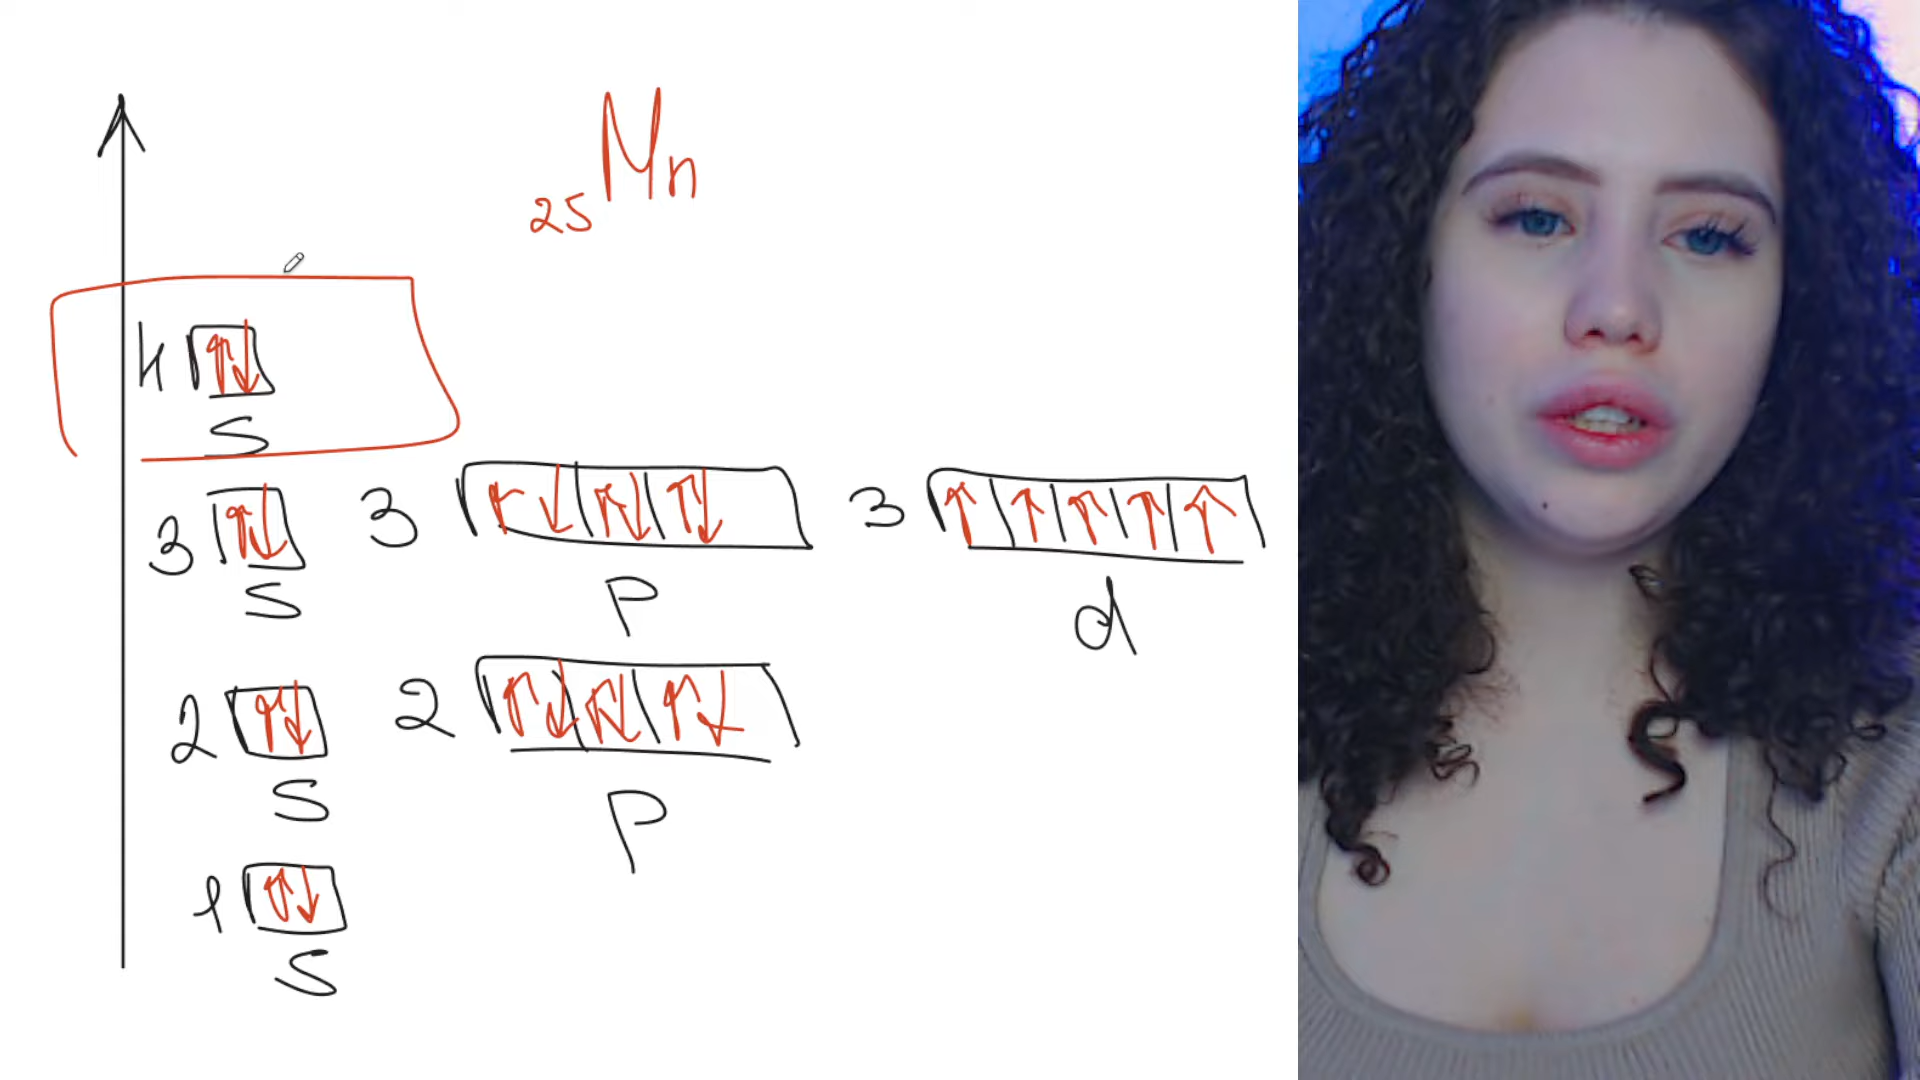 25Mn
4 ↑↓
S
3 ↑↓ 3 ↑↓ ↑↓ ↑↓ 3 ↑ ↑ ↑ ↑ ↑
S P d
2 ↑↓ 2 ↑↓ ↑↓ ↑↓
S P
1 ↑↓
S